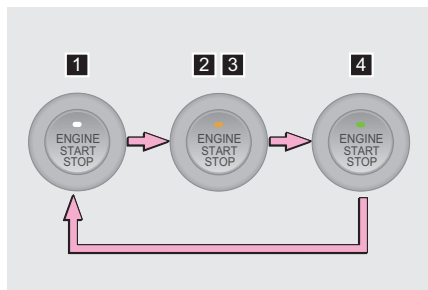 1
2 3
4
ENGINE
START
STOP
ENGINE
START
STOP
ENGINE
START
STOP